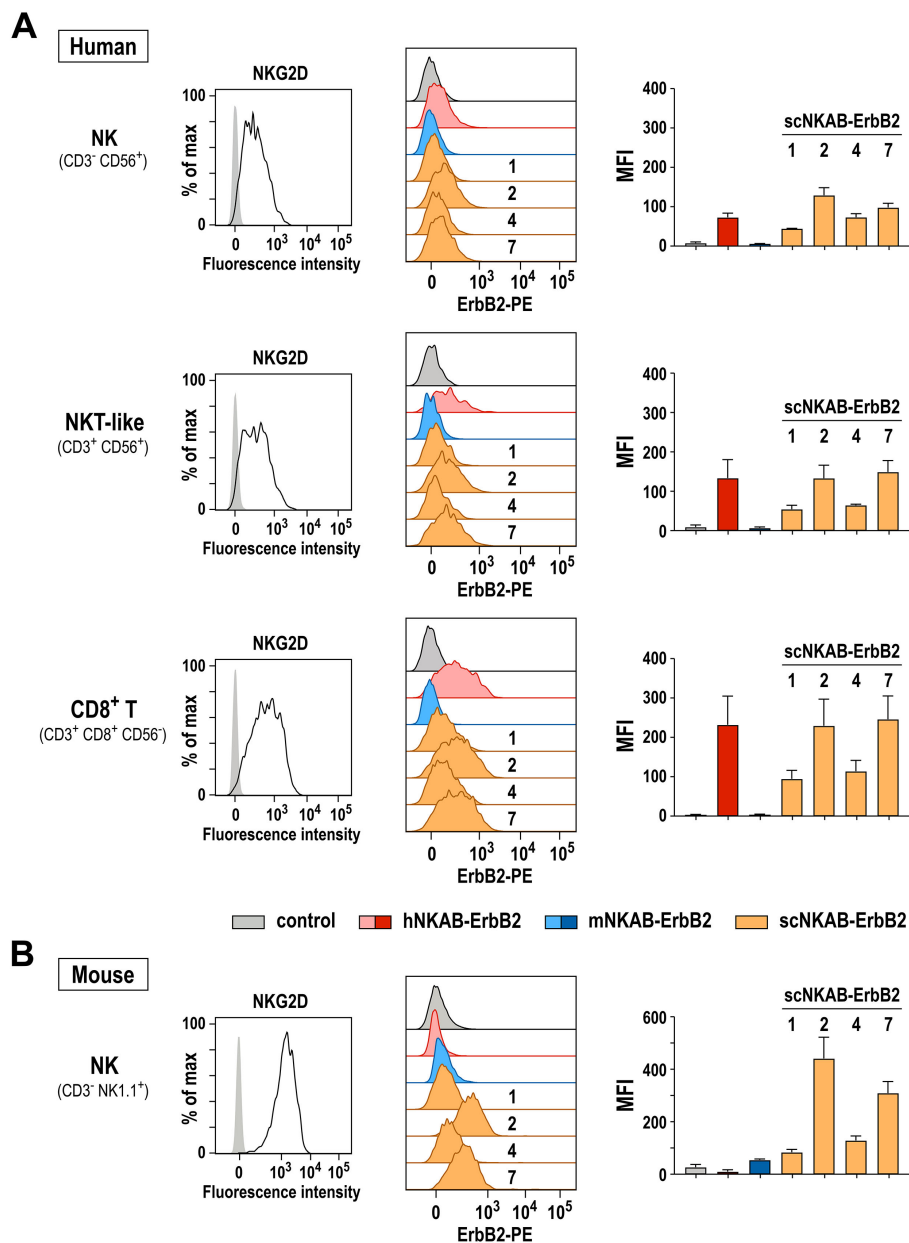 A
Human
NK
(CD3⁻ CD56⁺)
NKG2D
% of max
100
0
0 10³ 10⁴ 10⁵
Fluorescence intensity
1
2
4
7
0 10³ 10⁴ 10⁵
ErbB2-PE
MFI
400
300
200
100
0
scNKAB-ErbB2
1 2 4 7
NKT-like
(CD3⁺ CD56⁺)
NKG2D
% of max
100
0
0 10³ 10⁴ 10⁵
Fluorescence intensity
1
2
4
7
0 10³ 10⁴ 10⁵
ErbB2-PE
MFI
400
300
200
100
0
scNKAB-ErbB2
1 2 4 7
CD8⁺ T
(CD3⁺ CD8⁺ CD56⁻)
NKG2D
% of max
100
0
0 10³ 10⁴ 10⁵
Fluorescence intensity
1
2
4
7
0 10³ 10⁴ 10⁵
ErbB2-PE
MFI
400
300
200
100
0
scNKAB-ErbB2
1 2 4 7
control hNKAB-ErbB2 mNKAB-ErbB2 scNKAB-ErbB2
B
Mouse
NK
(CD3⁻ NK1.1⁺)
NKG2D
% of max
100
0
0 10³ 10⁴ 10⁵
Fluorescence intensity
1
2
4
7
0 10³ 10⁴ 10⁵
ErbB2-PE
MFI
600
400
200
0
scNKAB-ErbB2
1 2 4 7